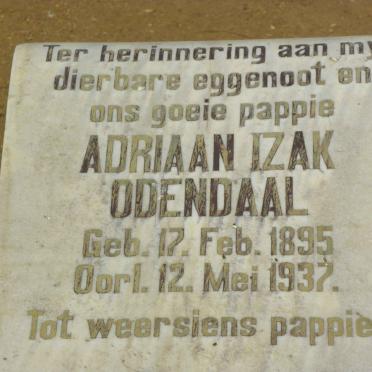 Ter herinnering aan my
dierbare eggenoot en
ons goeie pappie
ADRIAAN IZAK
ODENDAAL
Geb. 17. Feb. 1895
Oorl. 12. Mei 1937.
Tot weersiens pappie